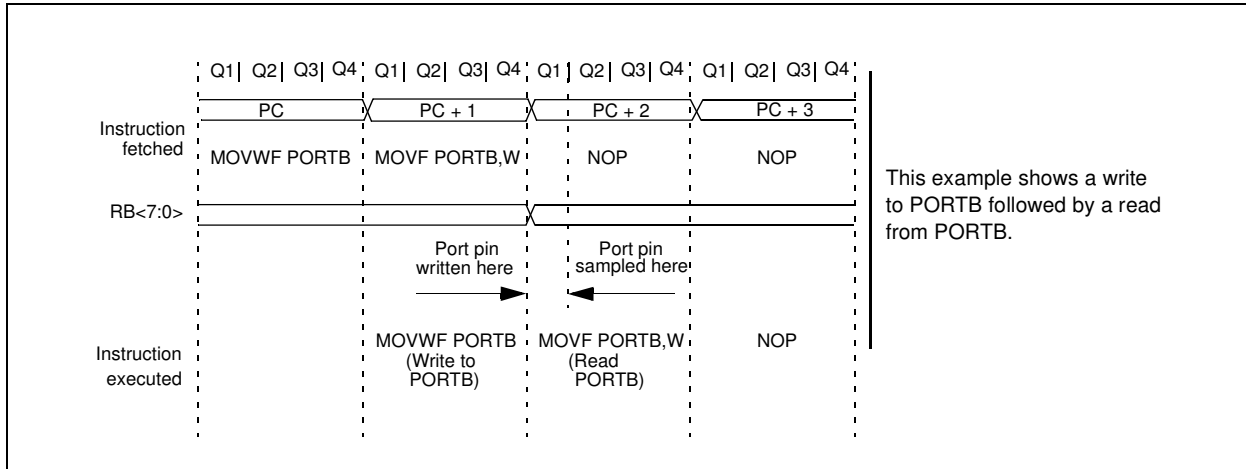 Q1| Q2| Q3| Q4 Q1| Q2| Q3| Q4 Q1| Q2| Q3| Q4 Q1| Q2| Q3| Q4
PC PC + 1 PC + 2 PC + 3
Instruction
fetched
MOVWF PORTB MOVF PORTB,W NOP NOP
RB<7:0>
This example shows a write
to PORTB followed by a read
from PORTB.
Port pin
written here
Port pin
sampled here
Instruction
executed
MOVWF PORTB
(Write to
PORTB)
MOVF PORTB,W
(Read
PORTB)
NOP